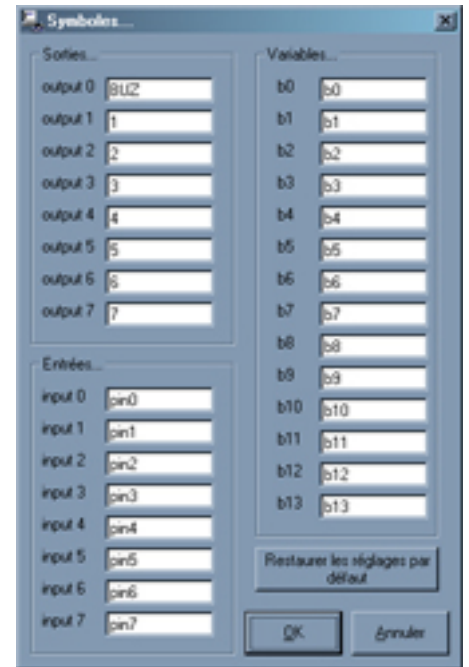 Symboles...
Sorties...
output 0 BUZ
output 1 1
output 2 2
output 3 3
output 4 4
output 5 5
output 6 6
output 7 7
Entrées...
input 0 pin0
input 1 pin1
input 2 pin2
input 3 pin3
input 4 pin4
input 5 pin5
input 6 pin6
input 7 pin7
Variables...
b0 b0
b1 b1
b2 b2
b3 b3
b4 b4
b5 b5
b6 b6
b7 b7
b8 b8
b9 b9
b10 b10
b11 b11
b12 b12
b13 b13
Restaurer les réglages par
défaut
OK
Annuler